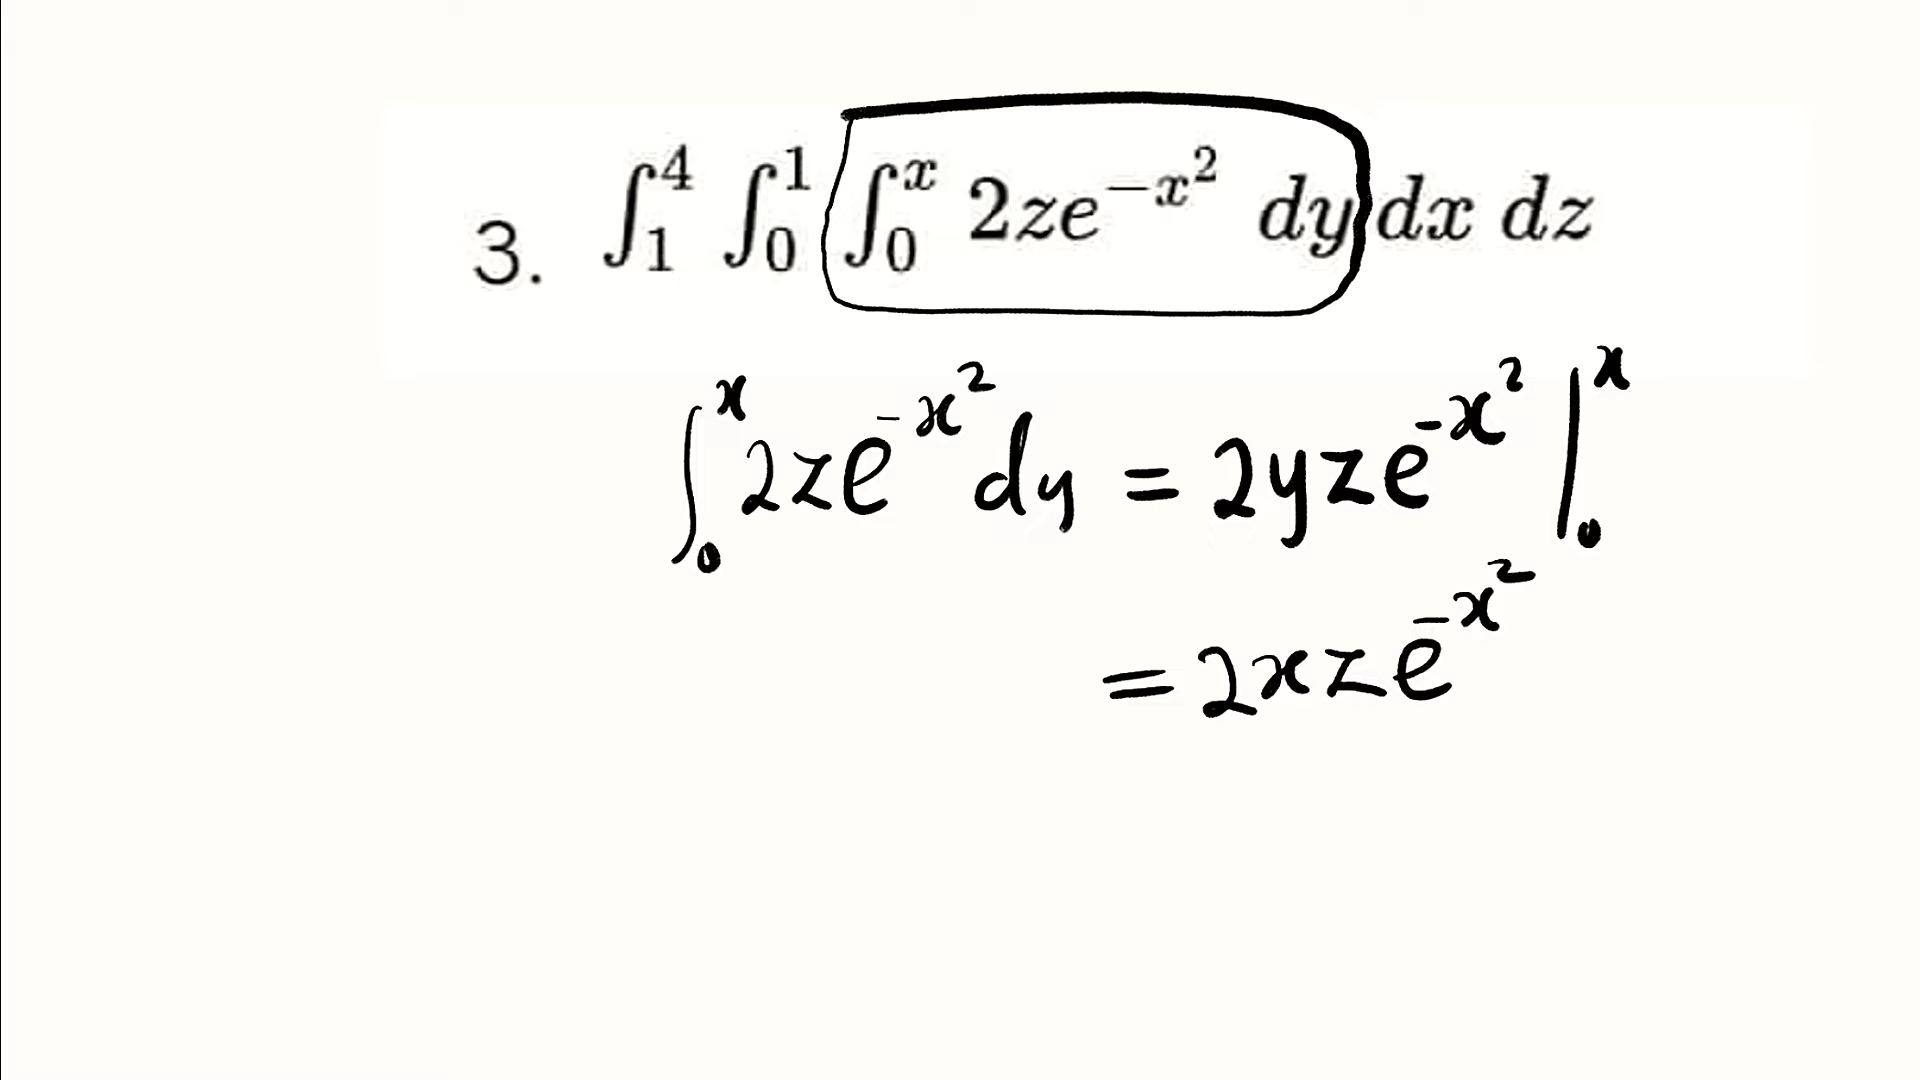 3. ∫₁⁴ ∫₀¹ ∫₀ˣ 2ze^{-x²} dy dx dz
∫₀ˣ 2ze^{-x²} dy = 2yze^{-x²} |₀ˣ
= 2xze^{-x²}